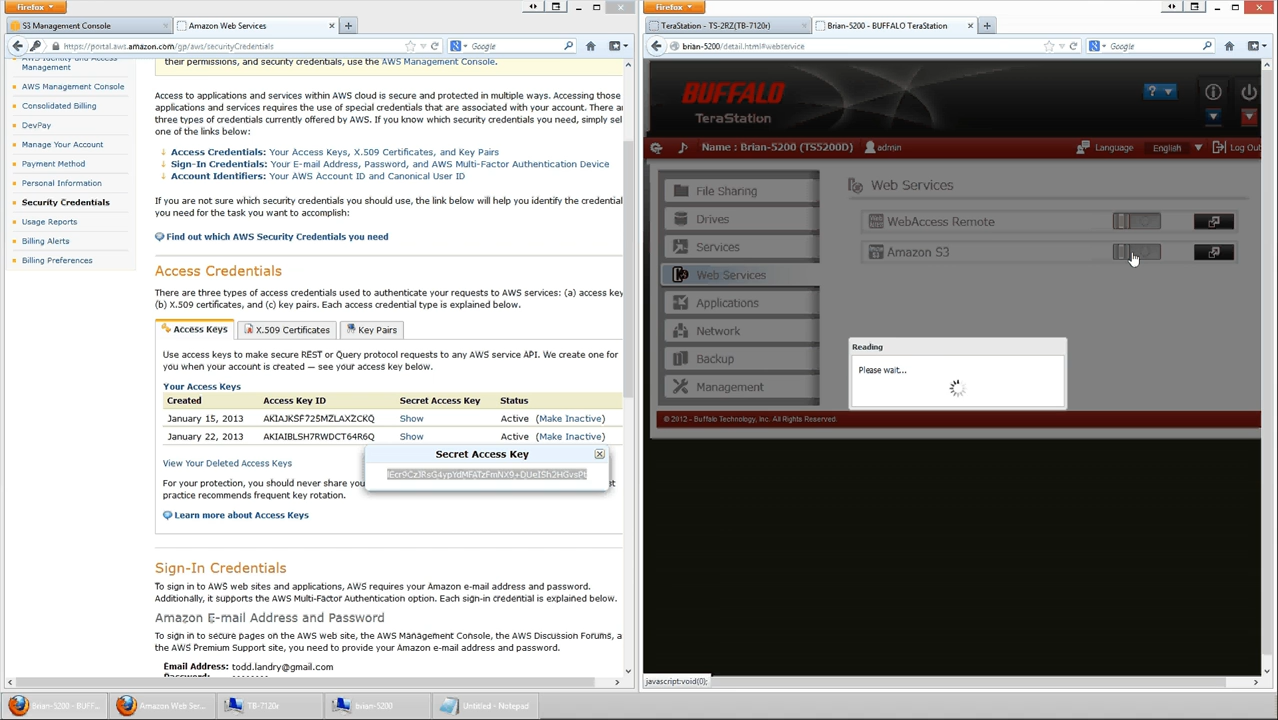 Firefox
S3 Management Console
Amazon Web Services
https://portal.aws.amazon.com/gp/aws/securityCredentials
Google
AWS Identity and Access
Management
AWS Management Console
Consolidated Billing
DevPay
Manage Your Account
Payment Method
Personal Information
Security Credentials
Usage Reports
Billing Alerts
Billing Preferences
their permissions, and security credentials, use the AWS Management Console.
Access to applications and services within AWS cloud is secure and protected in multiple ways. Accessing those
applications and services requires the use of special credentials that are associated with your account. There a
three types of credentials currently offered by AWS. If you know which security credentials you need, simply sel
one of the links below:
Access Credentials: Your Access Keys, X.509 Certificates, and Key Pairs
Sign-In Credentials: Your E-mail Address, Password, and AWS Multi-Factor Authentication Device
Account Identifiers: Your AWS Account ID and Canonical User ID
If you are not sure which security credentials you should use, the link below will help you identify the credentia
you need for the task you want to accomplish:
Find out which AWS Security Credentials you need
Access Credentials
There are three types of access credentials used to authenticate your requests to AWS services: (a) access key
(b) X.509 certificates, and (c) key pairs. Each access credential type is explained below.
Access Keys X.509 Certificates Key Pairs
Use access keys to make secure REST or Query protocol requests to any AWS service API. We create one for
you when your account is created — see your access key below.
Your Access Keys
Created Access Key ID Secret Access Key Status
January 15, 2013 AKIAJKSF725MZLAXZCKQ Show Active (Make Inactive)
January 22, 2013 AKIAIBLSH7RWDCT64R6Q Show Active (Make Inactive)
Secret Access Key
View Your Deleted Access Keys
For your protection, you should never share you
practice recommends frequent key rotation.
Learn more about Access Keys
Sign-In Credentials
To sign in to AWS web sites and applications, AWS requires your Amazon e-mail address and password.
Additionally, it supports the AWS Multi-Factor Authentication option. Each sign-in credential is explained below.
Amazon E-mail Address and Password
To sign in to secure pages on the AWS web site, the AWS Management Console, the AWS Discussion Forums, a
the AWS Premium Support site, you need to provide your Amazon e-mail address and password.
Email Address: todd.landry@gmail.com
Password:
Firefox
TeraStation - TS-2RZ(TB-7120r)
Brian-5200 - BUFFALO TeraStation
brian-5200/detail.html#webservice
Google
BUFFALO
TeraStation
?
Name : Brian-5200 (TS5200D)
admin
Language English
Log Out
File Sharing
Drives
Services
Web Services
Applications
Network
Backup
Management
Web Services
WebAccess Remote
Amazon S3
Reading
Please wait...
© 2012 - Buffalo Technology, Inc. All Rights Reserved.
javascript:void(0);
Brian-5200 - BUFF...
Amazon Web Ser...
TB-7120r
brian-5200
Untitled - Notepad